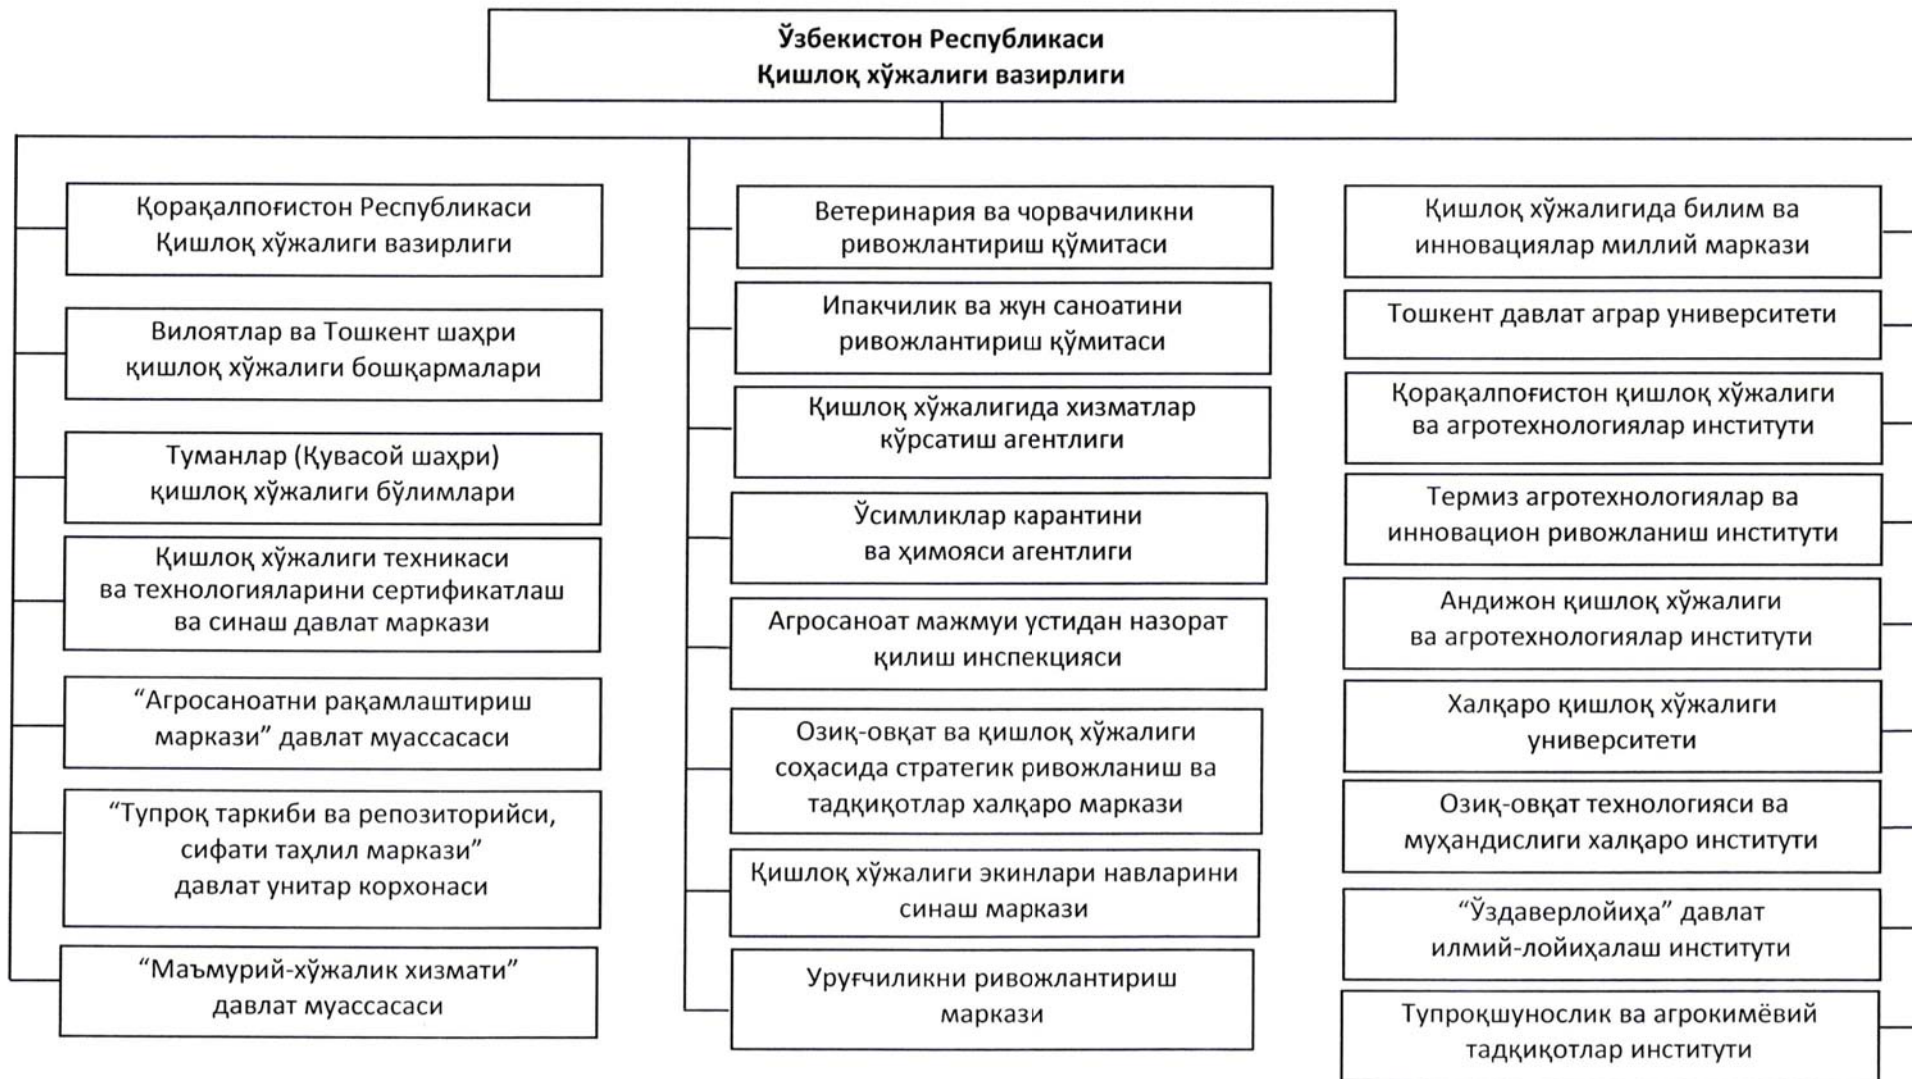 Ўзбекистон Республикаси
Қишлоқ хўжалиги вазирлиги
Қорақалпоғистон Республикаси
Қишлоқ хўжалиги вазирлиги
Вилоятлар ва Тошкент шаҳри
қишлоқ хўжалиги бошқармалари
Туманлар (Қувасой шаҳри)
қишлоқ хўжалиги бўлимлари
Қишлоқ хўжалиги техникаси
ва технологияларини сертификатлаш
ва синаш давлат маркази
“Агросаноатни рақамлаштириш
маркази” давлат муассасаси
“Тупроқ таркиби ва репозиторийси,
сифати таҳлил маркази”
давлат унитар корхонаси
“Маъмурий-хўжалик хизмати”
давлат муассасаси
Ветеринария ва чорвачиликни
ривожлантириш қўмитаси
Ипакчилик ва жун саноатини
ривожлантириш қўмитаси
Қишлоқ хўжалигида хизматлар
кўрсатиш агентлиги
Ўсимликлар карантини
ва ҳимояси агентлиги
Агросаноат мажмуи устидан назорат
қилиш инспекцияси
Озиқ-овқат ва қишлоқ хўжалиги
соҳасида стратегик ривожланиш ва
тадқиқотлар халқаро маркази
Қишлоқ хўжалиги экинлари навларини
синаш маркази
Уруғчиликни ривожлантириш
маркази
Қишлоқ хўжалигида билим ва
инновациялар миллий маркази
Тошкент давлат аграр университети
Қорақалпоғистон қишлоқ хўжалиги
ва агротехнологиялар институти
Термиз агротехнологиялар ва
инновацион ривожланиш институти
Андижон қишлоқ хўжалиги
ва агротехнологиялар институти
Халқаро қишлоқ хўжалиги
университети
Озиқ-овқат технологияси ва
муҳандислиги халқаро институти
“Ўздаверлойиҳа” давлат
илмий-лойиҳалаш институти
Тупроқшунослик ва агрокимёвий
тадқиқотлар институти